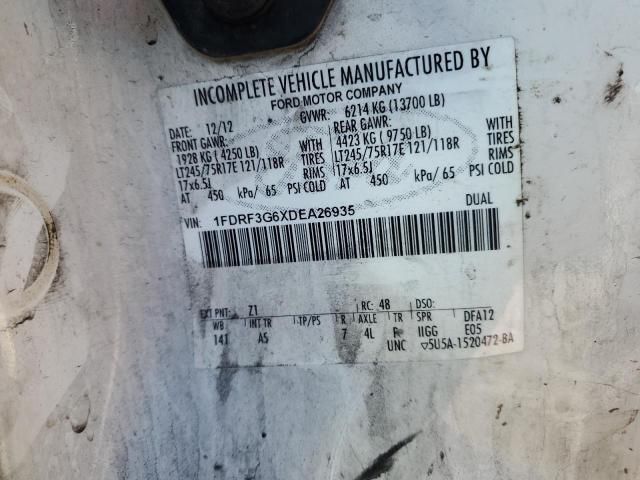 INCOMPLETE VEHICLE MANUFACTURED BY
FORD MOTOR COMPANY
DATE: 12/12 GVWR: 6214 KG (13700 LB)
FRONT GAWR: REAR GAWR:
1928 KG (4250 LB) WITH 4423 KG (9750 LB) WITH
LT245/75R17E 121/118R TIRES LT245/75R17E 121/118R TIRES
17x6.5J RIMS 17x6.5J RIMS
AT 450 kPa/ 65 PSI COLD AT 450 kPa/ 65 PSI COLD
VIN: 1FDRF3G6XDEA26935 DUAL
EXT PNT: Z1 RC: 48 DSO:
WB INT TR TP/PS R AXLE TR SPR DFA12
141 AS 7 4L F IIGG E05
UNC ▽5U5A-1520472-BA